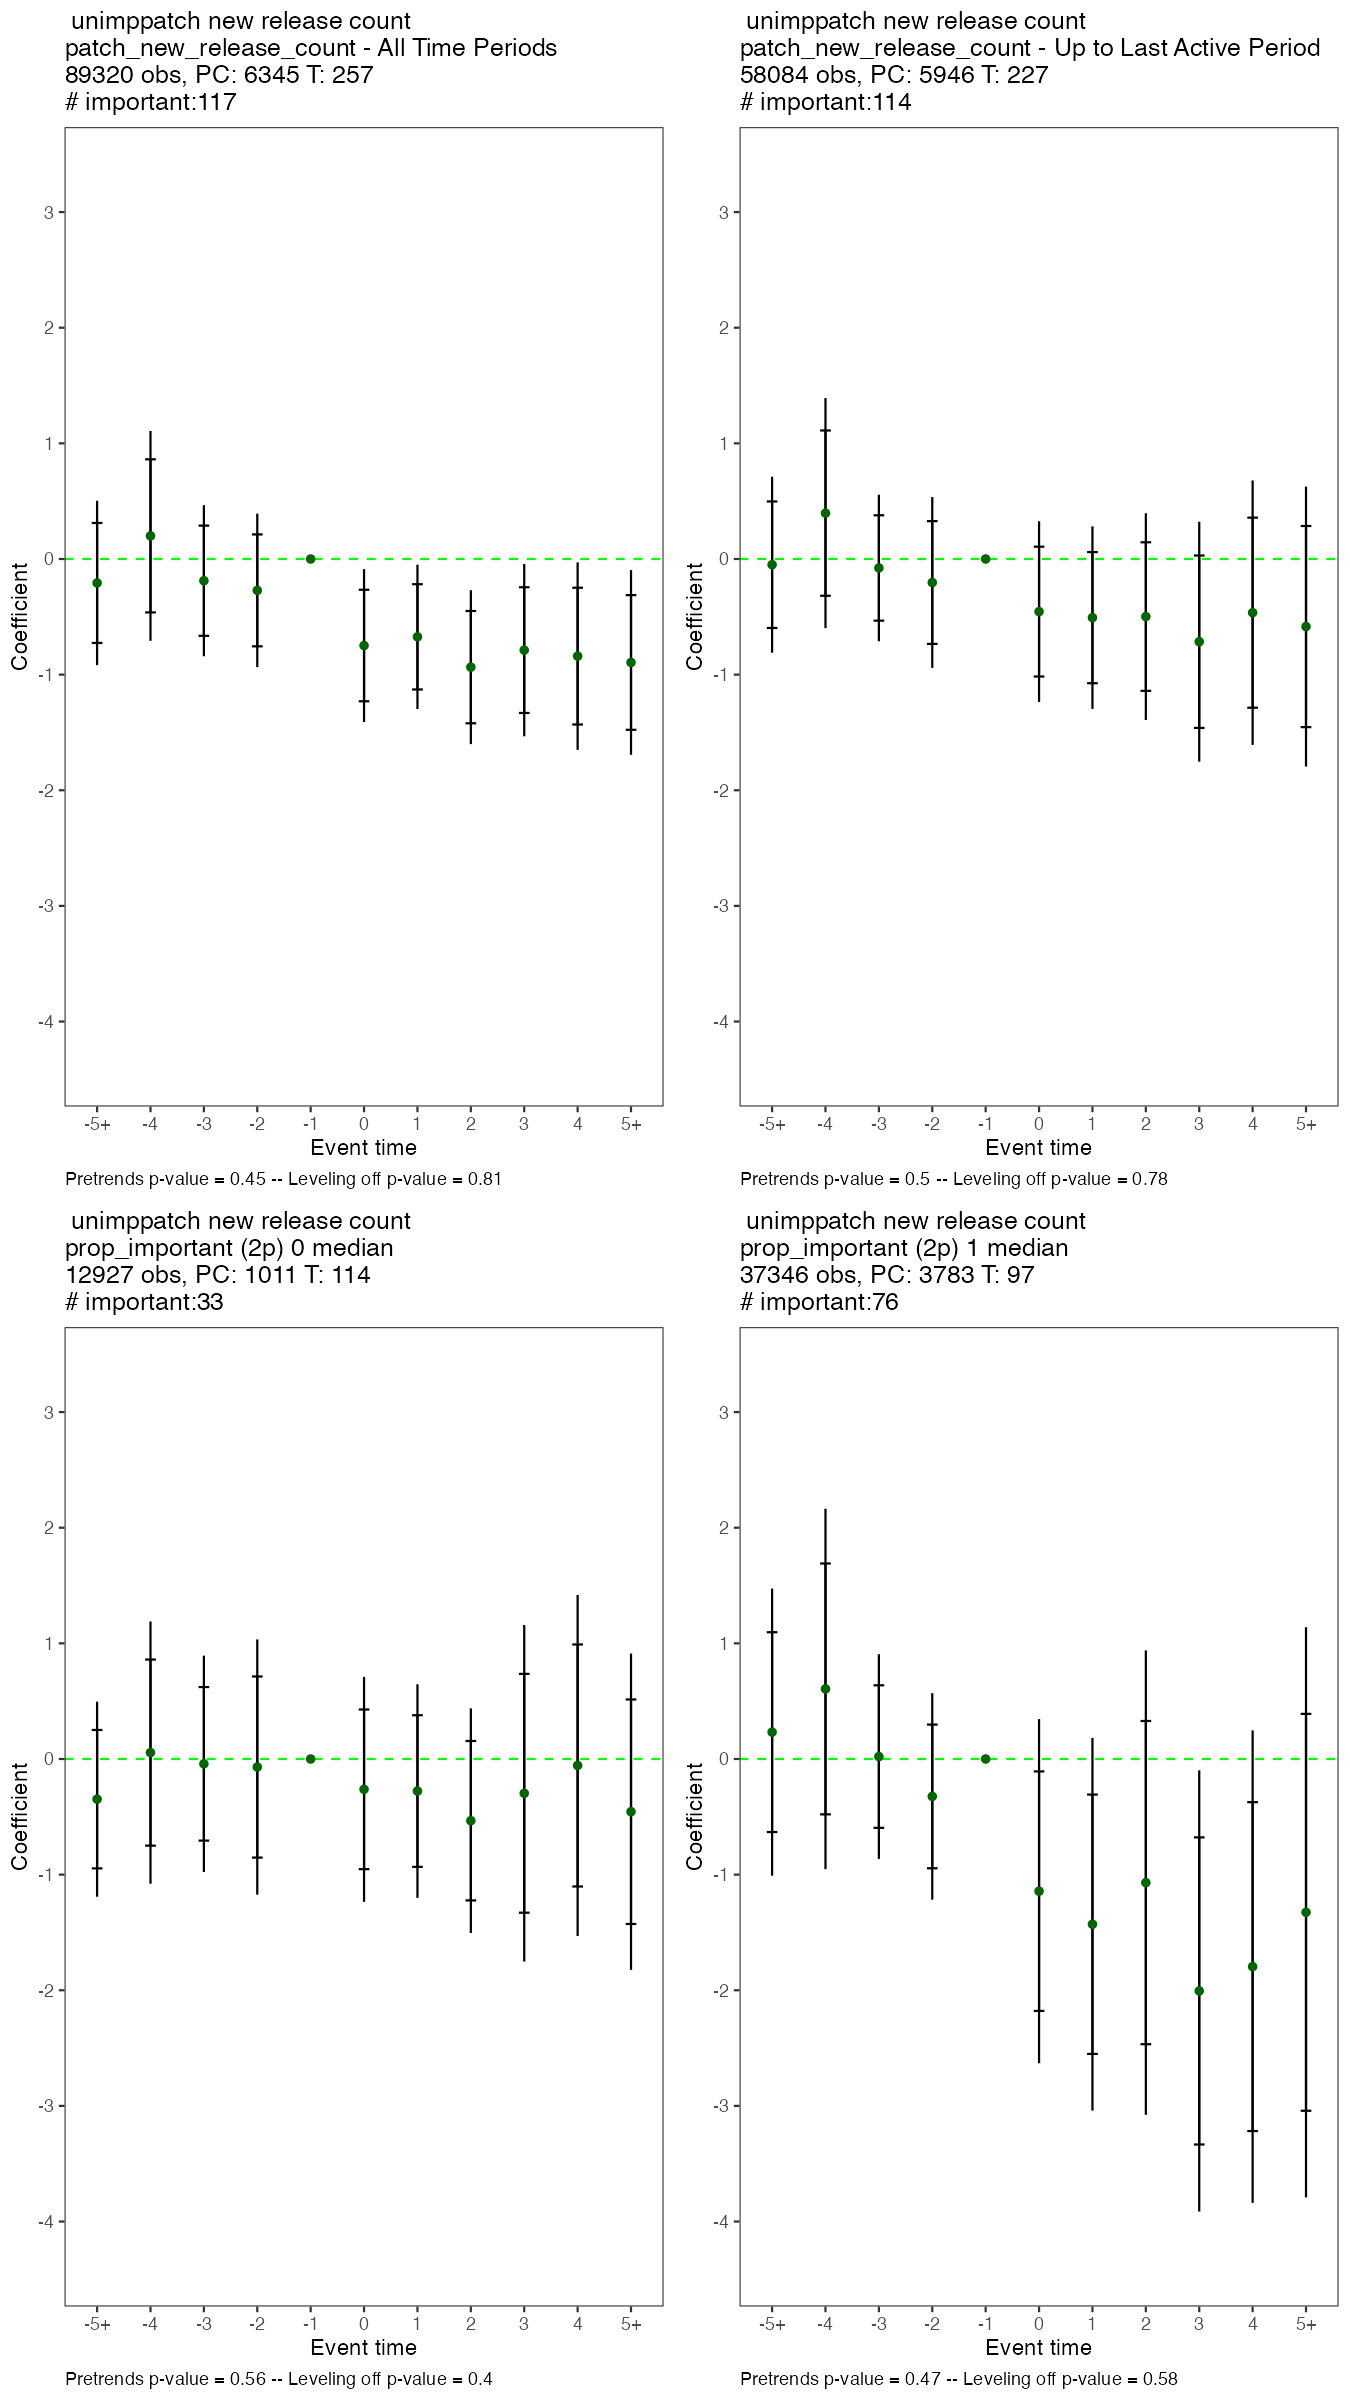 unimppatch new release count
patch_new_release_count - All Time Periods
89320 obs, PC: 6345 T: 257
# important:117
3
2
1
0
-1
-2
-3
-4
Coefficient
-5+ -4 -3 -2 -1 0 1 2 3 4 5+
Event time
Pretrends p-value = 0.45 -- Leveling off p-value = 0.81
unimppatch new release count
patch_new_release_count - Up to Last Active Period
58084 obs, PC: 5946 T: 227
# important:114
3
2
1
0
-1
-2
-3
-4
Coefficient
-5+ -4 -3 -2 -1 0 1 2 3 4 5+
Event time
Pretrends p-value = 0.5 -- Leveling off p-value = 0.78
unimppatch new release count
prop_important (2p) 0 median
12927 obs, PC: 1011 T: 114
# important:33
3
2
1
0
-1
-2
-3
-4
Coefficient
-5+ -4 -3 -2 -1 0 1 2 3 4 5+
Event time
Pretrends p-value = 0.56 -- Leveling off p-value = 0.4
unimppatch new release count
prop_important (2p) 1 median
37346 obs, PC: 3783 T: 97
# important:76
3
2
1
0
-1
-2
-3
-4
Coefficient
-5+ -4 -3 -2 -1 0 1 2 3 4 5+
Event time
Pretrends p-value = 0.47 -- Leveling off p-value = 0.58